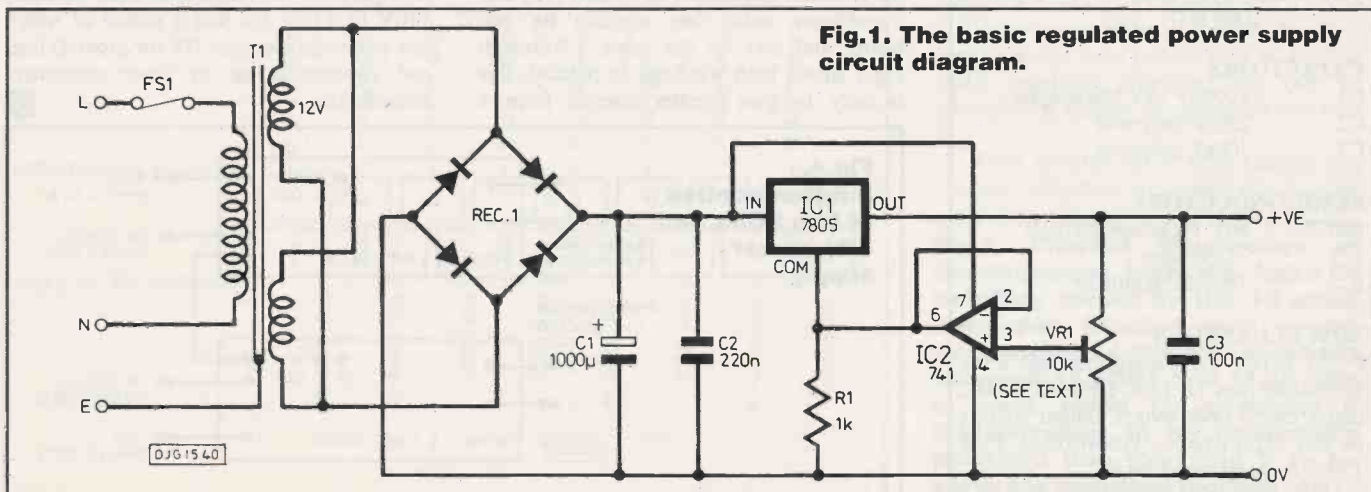 Fig.1. The basic regulated power supply
circuit diagram.
T1
FS1
L
12V
N
E
REC.1
C1
1000µ
+
C2
220n
IN
IC1
7805
OUT
COM
R1
1k
6
7
2
−
3
+
4
IC2
741
VR1
10k
(SEE TEXT)
C3
100n
+VE
0V
DJG1540